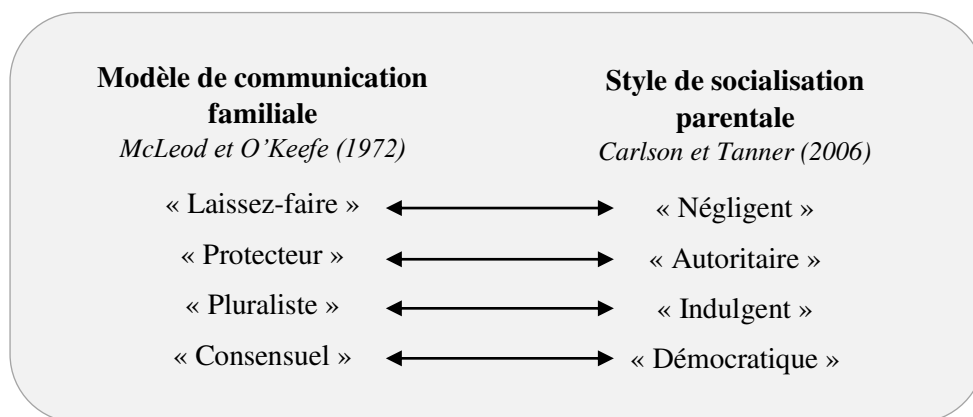 Modèle de communication
familiale
McLeod et O’Keefe (1972)
Style de socialisation
parentale
Carlson et Tanner (2006)
« Laissez-faire » « Négligent »
« Protecteur » « Autoritaire »
« Pluraliste » « Indulgent »
« Consensuel » « Démocratique »